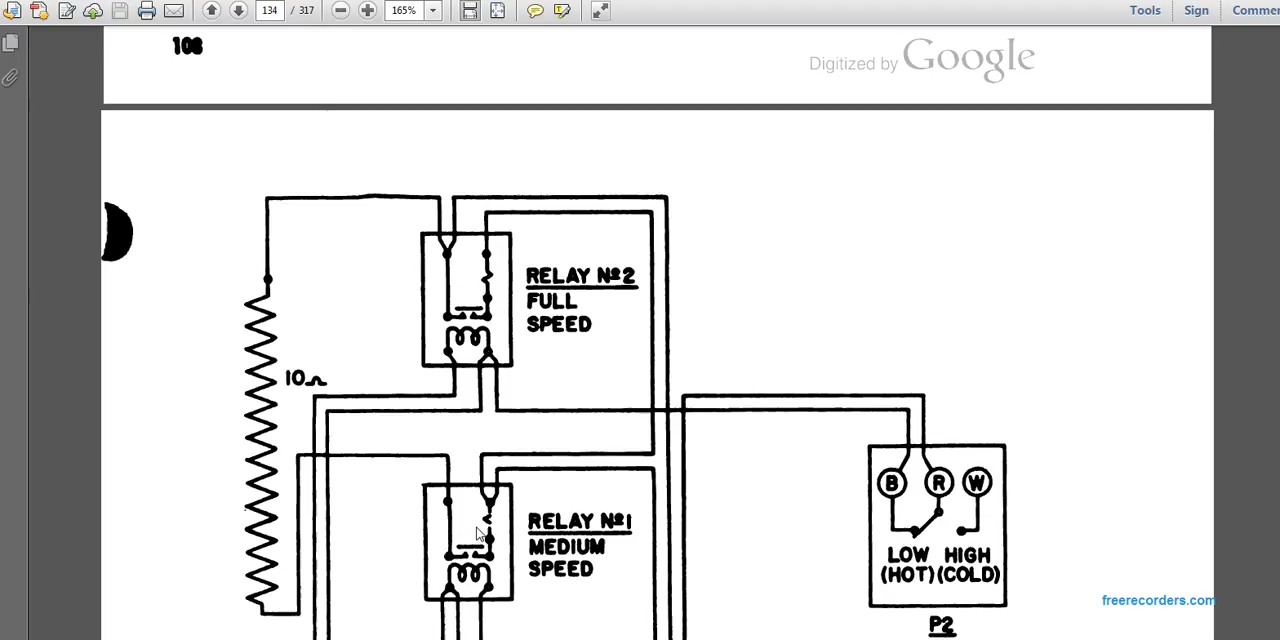 134 / 317
165%
Tools
Sign
Commer
108
Digitized by Google
RELAY Nº2
FULL
SPEED
10Ω
B R W
RELAY Nº1
MEDIUM
SPEED
LOW HIGH
(HOT) (COLD)
P2
freerecorders.com